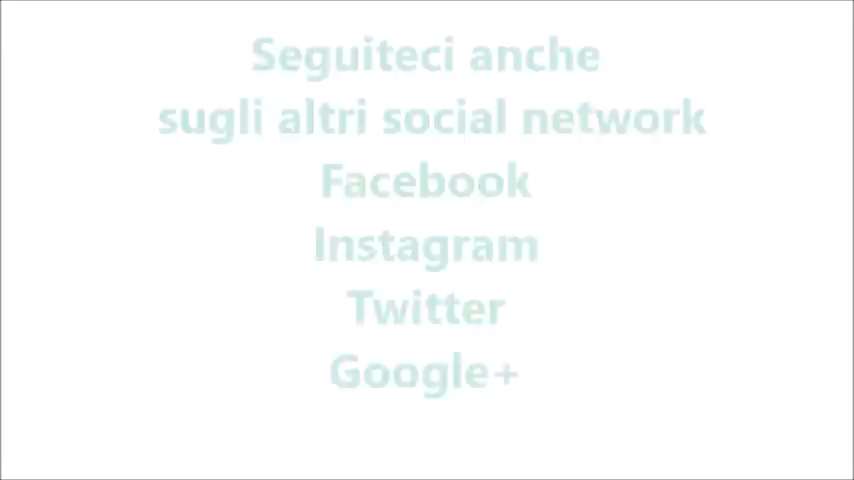 Seguiteci anche
sugli altri social network
Facebook
Instagram
Twitter
Google+